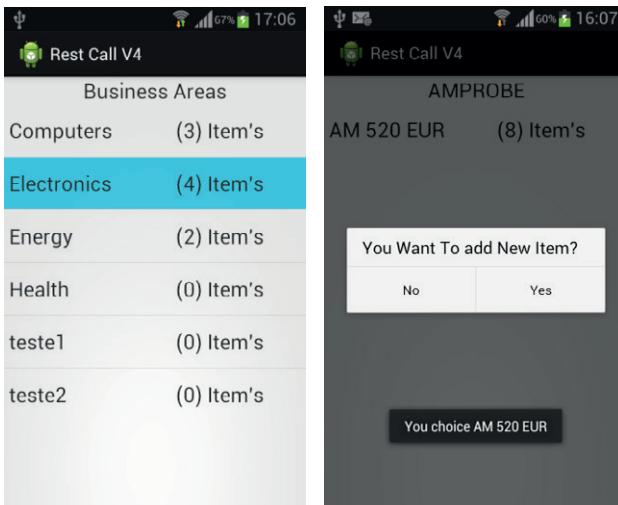 67% 17:06
Rest Call V4
Business Areas
Computers (3) Item's
Electronics (4) Item's
Energy (2) Item's
Health (0) Item's
teste1 (0) Item's
teste2 (0) Item's
60% 16:07
Rest Call V4
AMPROBE
AM 520 EUR (8) Item's
You Want To add New Item?
No Yes
You choice AM 520 EUR